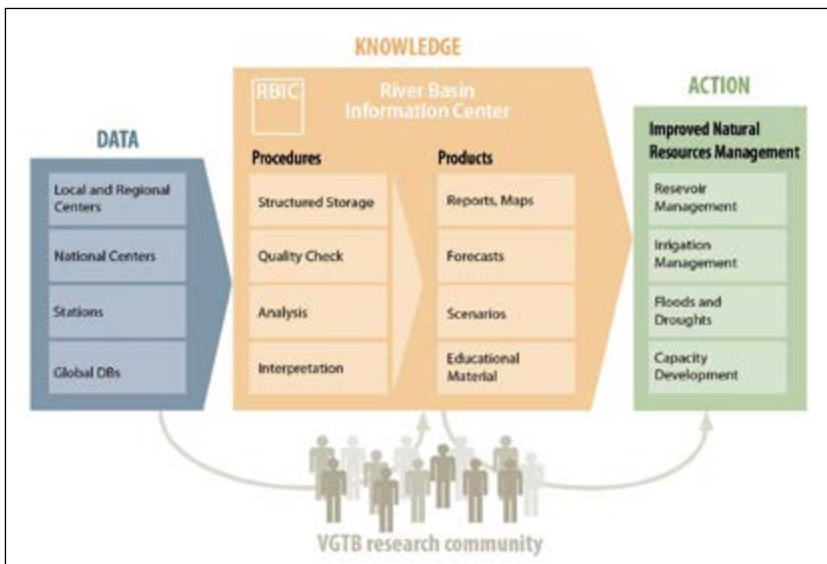 KNOWLEDGE
RBIC
River Basin
Information Center
ACTION
Improved Natural
Resources Management
DATA
Procedures
Products
Local and Regional
Centers
National Centers
Stations
Global DBs
Structured Storage
Quality Check
Analysis
Interpretation
Reports, Maps
Forecasts
Scenarios
Educational
Material
Resevoir
Management
Irrigation
Management
Floods and
Droughts
Capacity
Development
VGTB research community